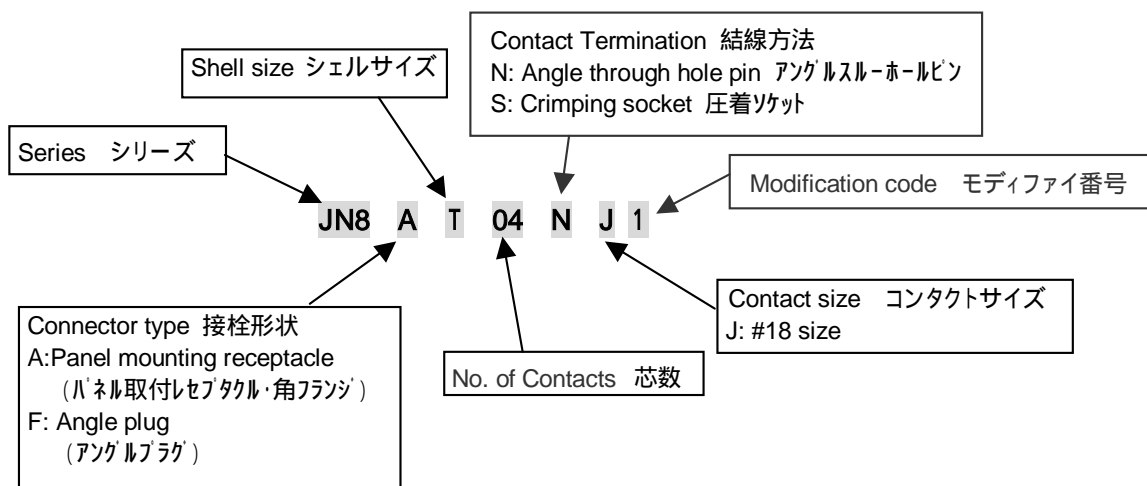 Contact Termination 結線方法
N: Angle through hole pin ｱﾝｸﾞﾙｽﾙｰﾎｰﾙﾋﾟﾝ
S: Crimping socket 圧着ｿｹｯﾄ
Shell size シェルサイズ
Series シリーズ
Modification code モディファイ番号
JN8 A T 04 N J 1
Connector type 接栓形状
A:Panel mounting receptacle
(ﾊﾟﾈﾙ取付ﾚｾﾌﾟﾀｸﾙ･角ﾌﾗﾝｼﾞ)
F: Angle plug
(ｱﾝｸﾞﾙﾌﾟﾗｸﾞ)
No. of Contacts 芯数
Contact size コンタクトサイズ
J: #18 size